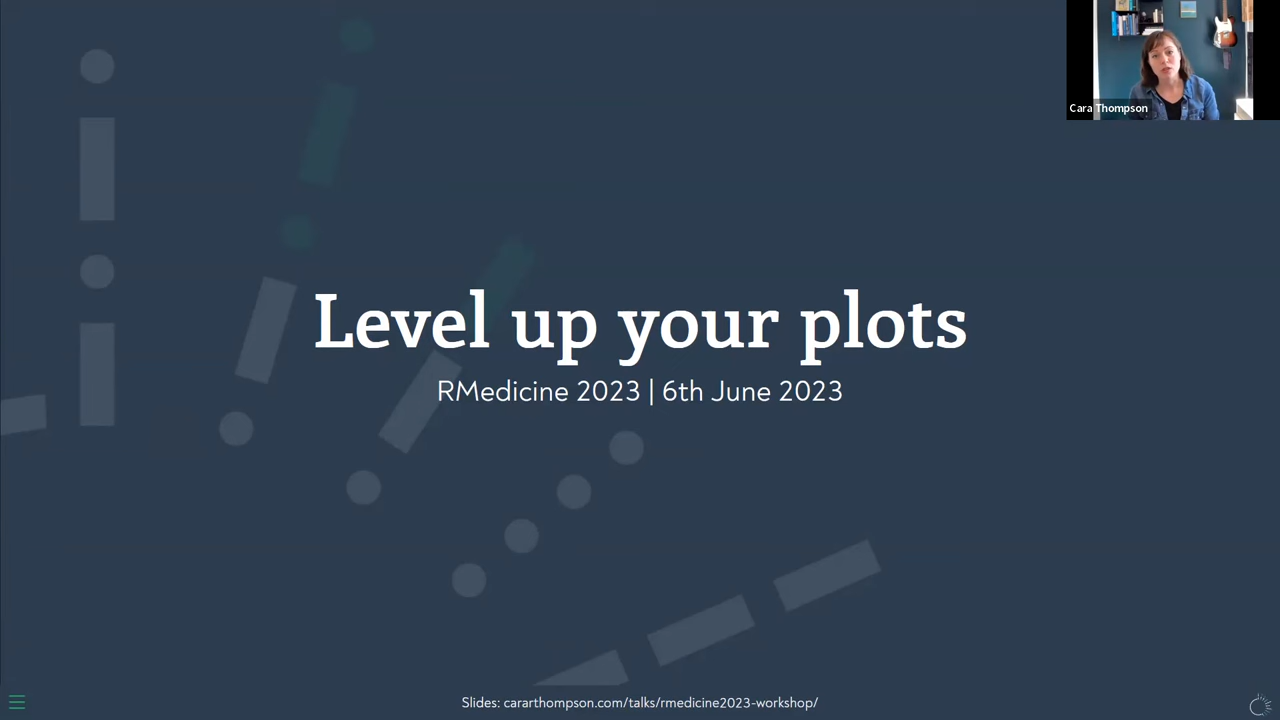 Cara Thompson
Level up your plots
RMedicine 2023 | 6th June 2023
Slides: cararthompson.com/talks/rmedicine2023-workshop/